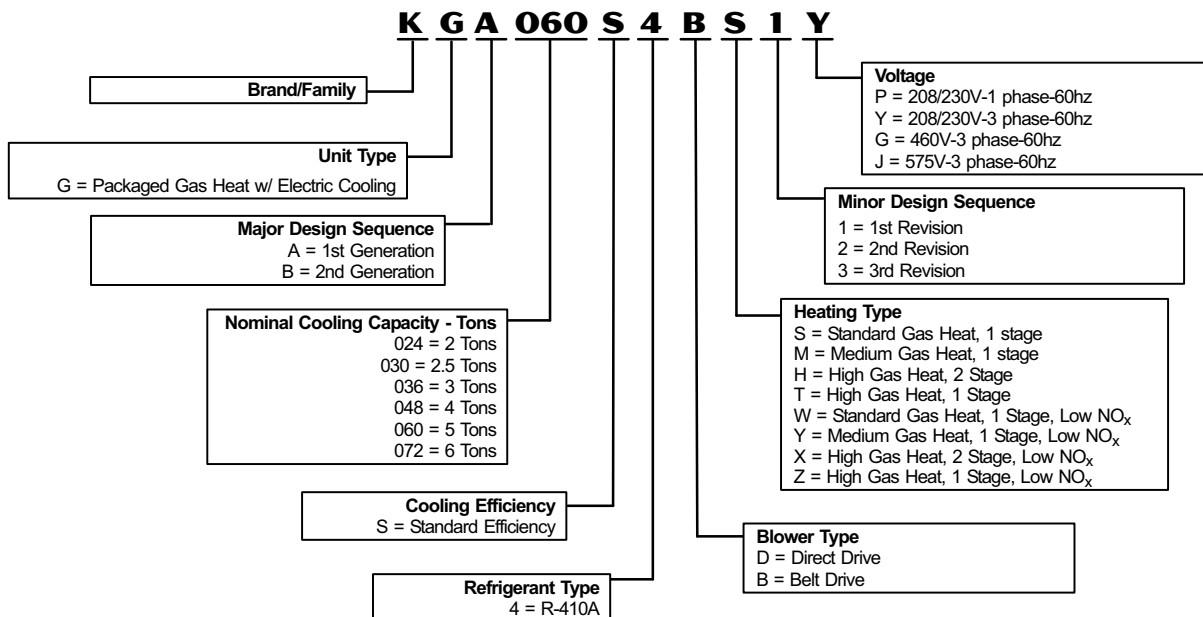 K G A 060 S 4 B S 1 Y
Brand/Family
Unit Type
G = Packaged Gas Heat w/ Electric Cooling
Major Design Sequence
A = 1st Generation
B = 2nd Generation
Nominal Cooling Capacity - Tons
024 = 2 Tons
030 = 2.5 Tons
036 = 3 Tons
048 = 4 Tons
060 = 5 Tons
072 = 6 Tons
Cooling Efficiency
S = Standard Efficiency
Refrigerant Type
4 = R-410A
Voltage
P = 208/230V-1 phase-60hz
Y = 208/230V-3 phase-60hz
G = 460V-3 phase-60hz
J = 575V-3 phase-60hz
Minor Design Sequence
1 = 1st Revision
2 = 2nd Revision
3 = 3rd Revision
Heating Type
S = Standard Gas Heat, 1 stage
M = Medium Gas Heat, 1 stage
H = High Gas Heat, 2 Stage
T = High Gas Heat, 1 Stage
W = Standard Gas Heat, 1 Stage, Low NOx
Y = Medium Gas Heat, 1 Stage, Low NOx
X = High Gas Heat, 2 Stage, Low NOx
Z = High Gas Heat, 1 Stage, Low NOx
Blower Type
D = Direct Drive
B = Belt Drive